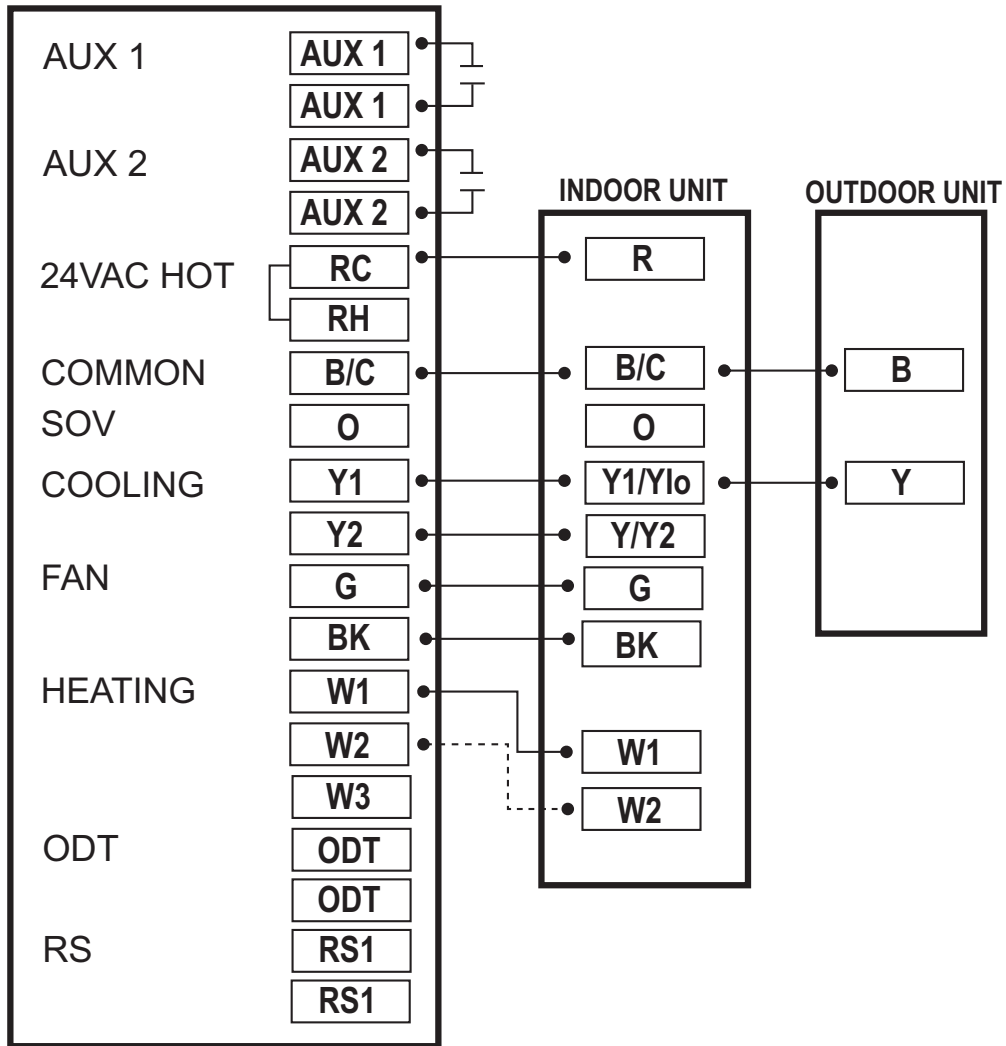 AUX 1
AUX 1
AUX 1
AUX 2
AUX 2
AUX 2
24VAC HOT
RC
RH
COMMON
B/C
SOV
O
COOLING
Y1
Y2
FAN
G
BK
HEATING
W1
W2
W3
ODT
ODT
ODT
RS
RS1
RS1
INDOOR UNIT
R
B/C
O
Y1/Ylo
Y/Y2
G
BK
W1
W2
OUTDOOR UNIT
B
Y